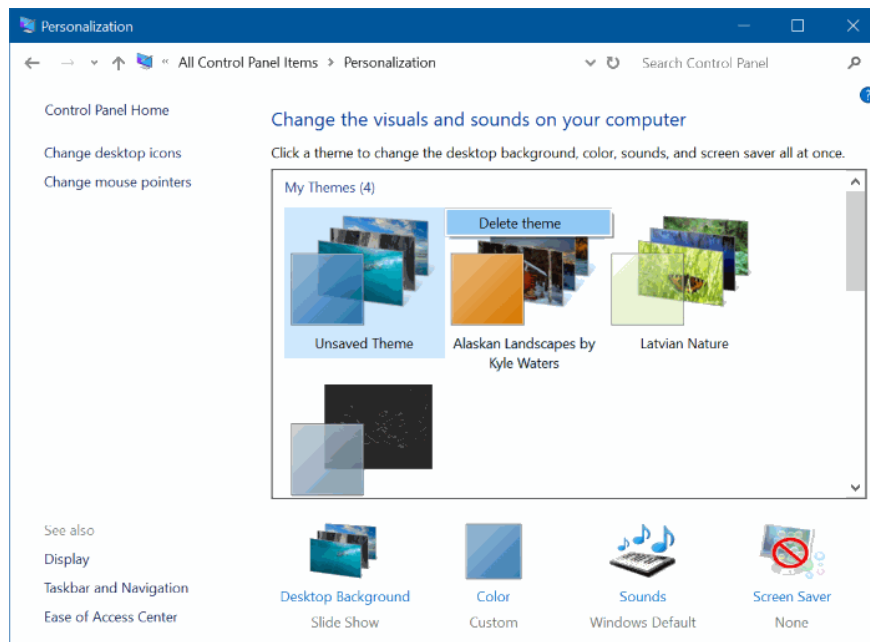 Personalization
« All Control Panel Items > Personalization
Search Control Panel
Control Panel Home
Change desktop icons
Change mouse pointers
Change the visuals and sounds on your computer
Click a theme to change the desktop background, color, sounds, and screen saver all at once.
My Themes (4)
Delete theme
Unsaved Theme
Alaskan Landscapes by
Kyle Waters
Latvian Nature
See also
Display
Taskbar and Navigation
Ease of Access Center
Desktop Background
Slide Show
Color
Custom
Sounds
Windows Default
Screen Saver
None